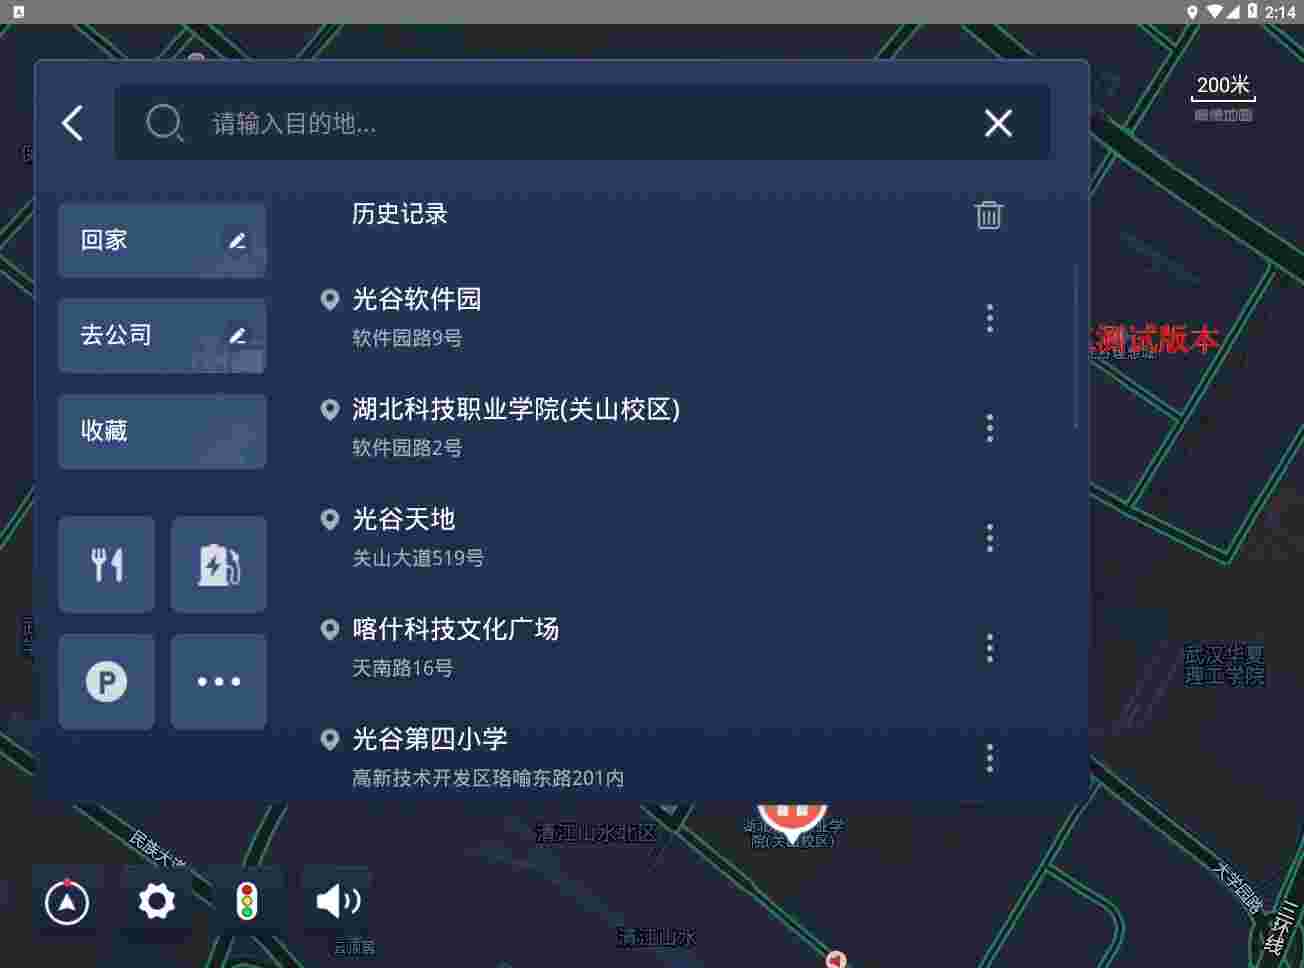 2:14
200米
请输入目的地...
历史记录
回家
光谷软件园
软件园路9号
去公司
测试版本
湖北科技职业学院(关山校区)
软件园路2号
收藏
光谷天地
关山大道519号
喀什科技文化广场
天南路16号
P
武汉华夏
理工学院
光谷第四小学
高新技术开发区珞喻东路201内
清江山水北区
院(关山校区)
民族大道
大学园路
三环线
清江山水